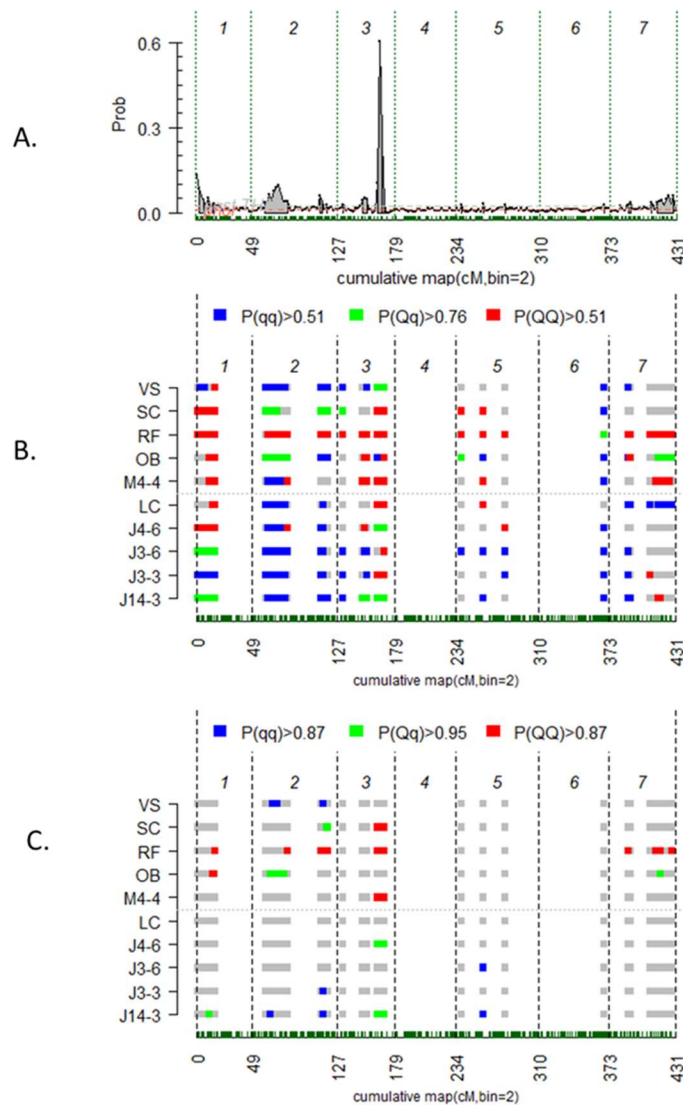 A.
1 2 3 4 5 6 7
0.6
0.3
0.0
Prob
0 49 127 179 234 310 373 431
cumulative map(cM,bin=2)
B.
P(qq)>0.51 P(Qq)>0.76 P(QQ)>0.51
1 2 3 4 5 6 7
VS
SC
RF
OB
M4-4
LC
J4-6
J3-6
J3-3
J14-3
0 49 127 179 234 310 373 431
cumulative map(cM,bin=2)
C.
P(qq)>0.87 P(Qq)>0.95 P(QQ)>0.87
1 2 3 4 5 6 7
VS
SC
RF
OB
M4-4
LC
J4-6
J3-6
J3-3
J14-3
0 49 127 179 234 310 373 431
cumulative map(cM,bin=2)